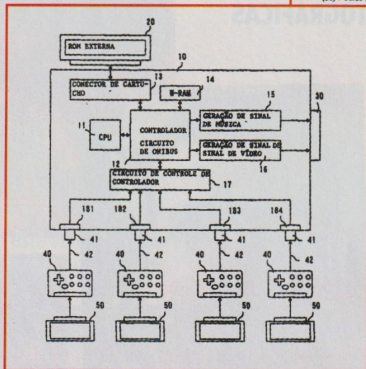 20
ROM EXTERNA
10
CONECTOR DE CARTU-
CHO
13
W-RAM
14
15
GERAÇÃO DE SINAL
DE MÚSICA
30
11
CPU
CONTROLADOR
CIRCUITO
DE ONIBUS
12
GERAÇÃO DE SINAL DE
SINAL DE VÍDEO
16
CIRCUITO DE CONTROLE DE
CONTROLADOR
17
181 182 183 184
41 41 41 41
40 42 40 42 40 42 40 42
50 50 50 50